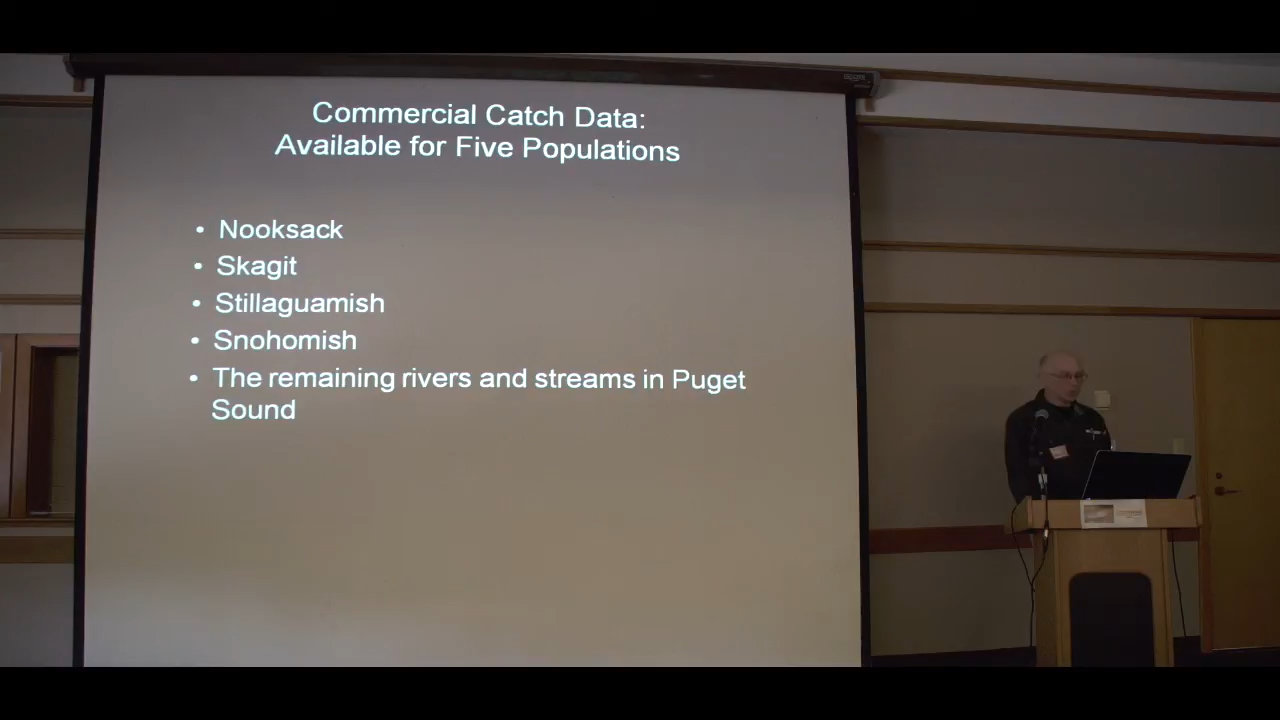 Commercial Catch Data:
Available for Five Populations
• Nooksack
• Skagit
• Stillaguamish
• Snohomish
• The remaining rivers and streams in Puget
Sound